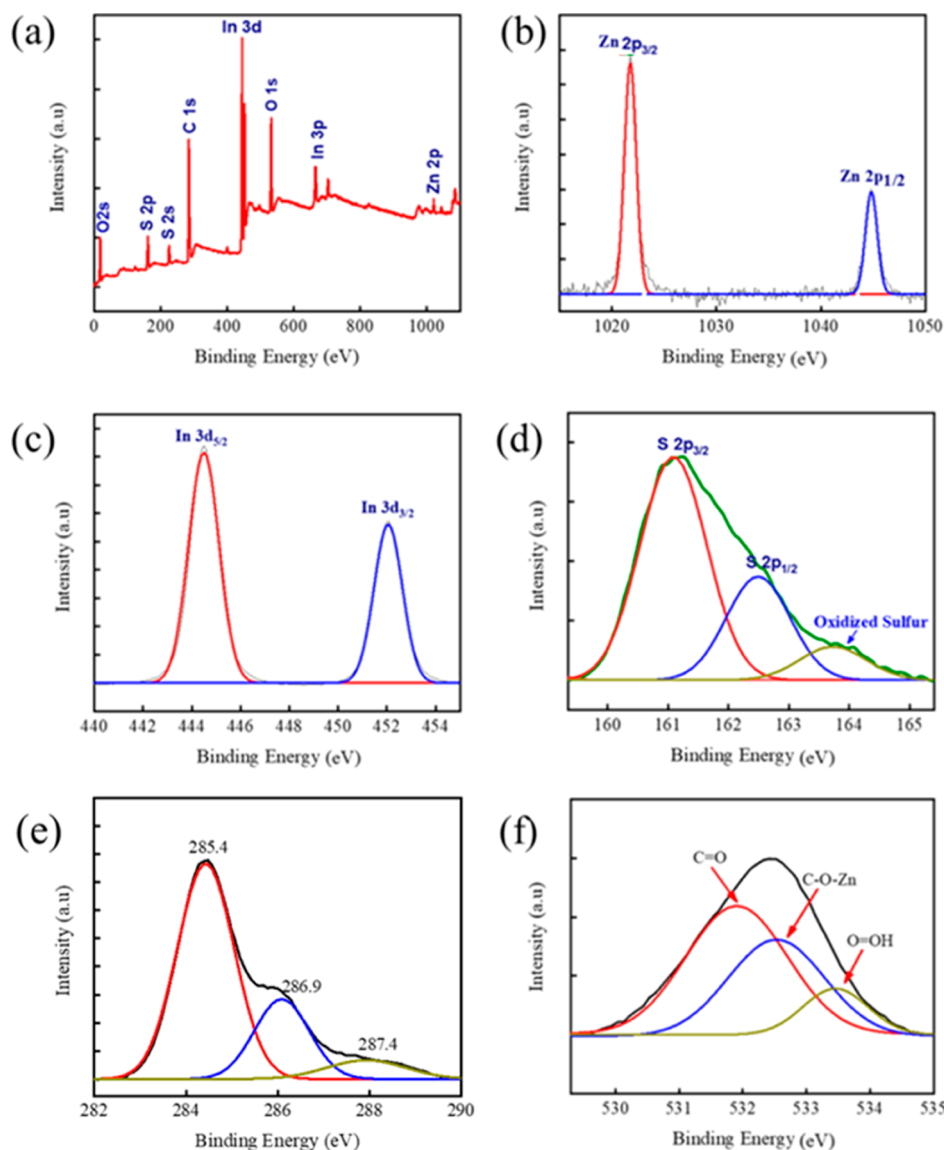 (a)
In 3d
C 1s
O 1s
In 3p
Zn 2p
O2s
S 2p
S 2s
Intensity (a.u)
0 200 400 600 800 1000
Binding Energy (eV)
(b)
Zn 2p3/2
Zn 2p1/2
Intensity (a.u)
1020 1030 1040 1050
Binding Energy (eV)
(c)
In 3d5/2
In 3d3/2
Intensity (a.u)
440 442 444 446 448 450 452 454
Binding Energy (eV)
(d)
S 2p3/2
S 2p1/2
Oxidized Sulfur
Intensity (a.u)
160 161 162 163 164 165
Binding Energy (eV)
(e)
285.4
286.9
287.4
Intensity (a.u)
282 284 286 288 290
Binding Energy (eV)
(f)
C=O
C-O-Zn
O=OH
Intensity (a.u)
530 531 532 533 534 535
Binding Energy (eV)